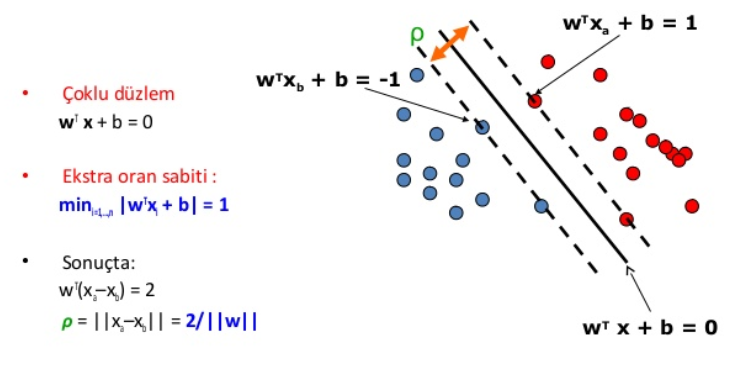 • Çoklu düzlem
wᵀ x + b = 0
• Ekstra oran sabiti :
minᵢ₌₁,...,ₙ |wᵀxᵢ + b| = 1
• Sonuçta:
wᵀ(xₐ–x_b) = 2
ρ = ||xₐ–x_b|| = 2/||w||
ρ
wᵀxₐ + b = 1
wᵀx_b + b = -1
wᵀ x + b = 0